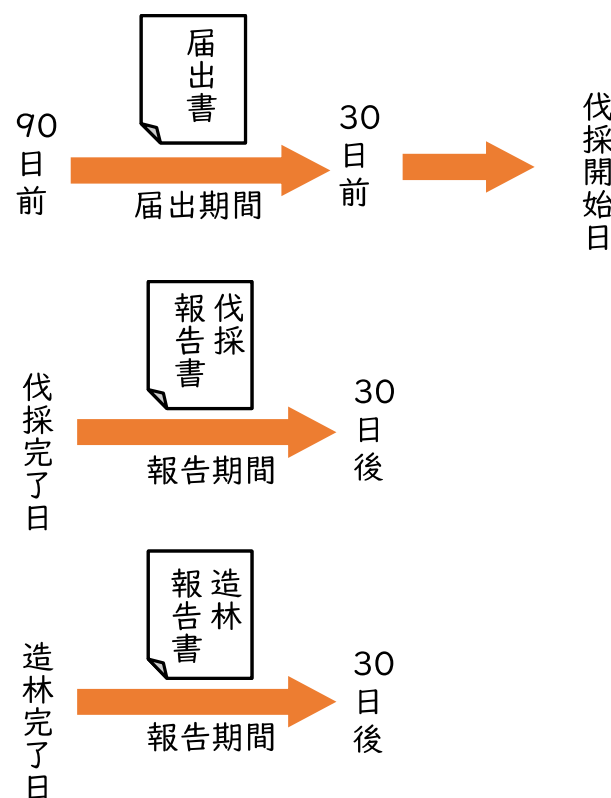 90日前
届出書
届出期間
30日前
伐採開始日
伐採完了日
伐採
報告書
報告期間
30日後
造林完了日
造林
報告書
報告期間
30日後